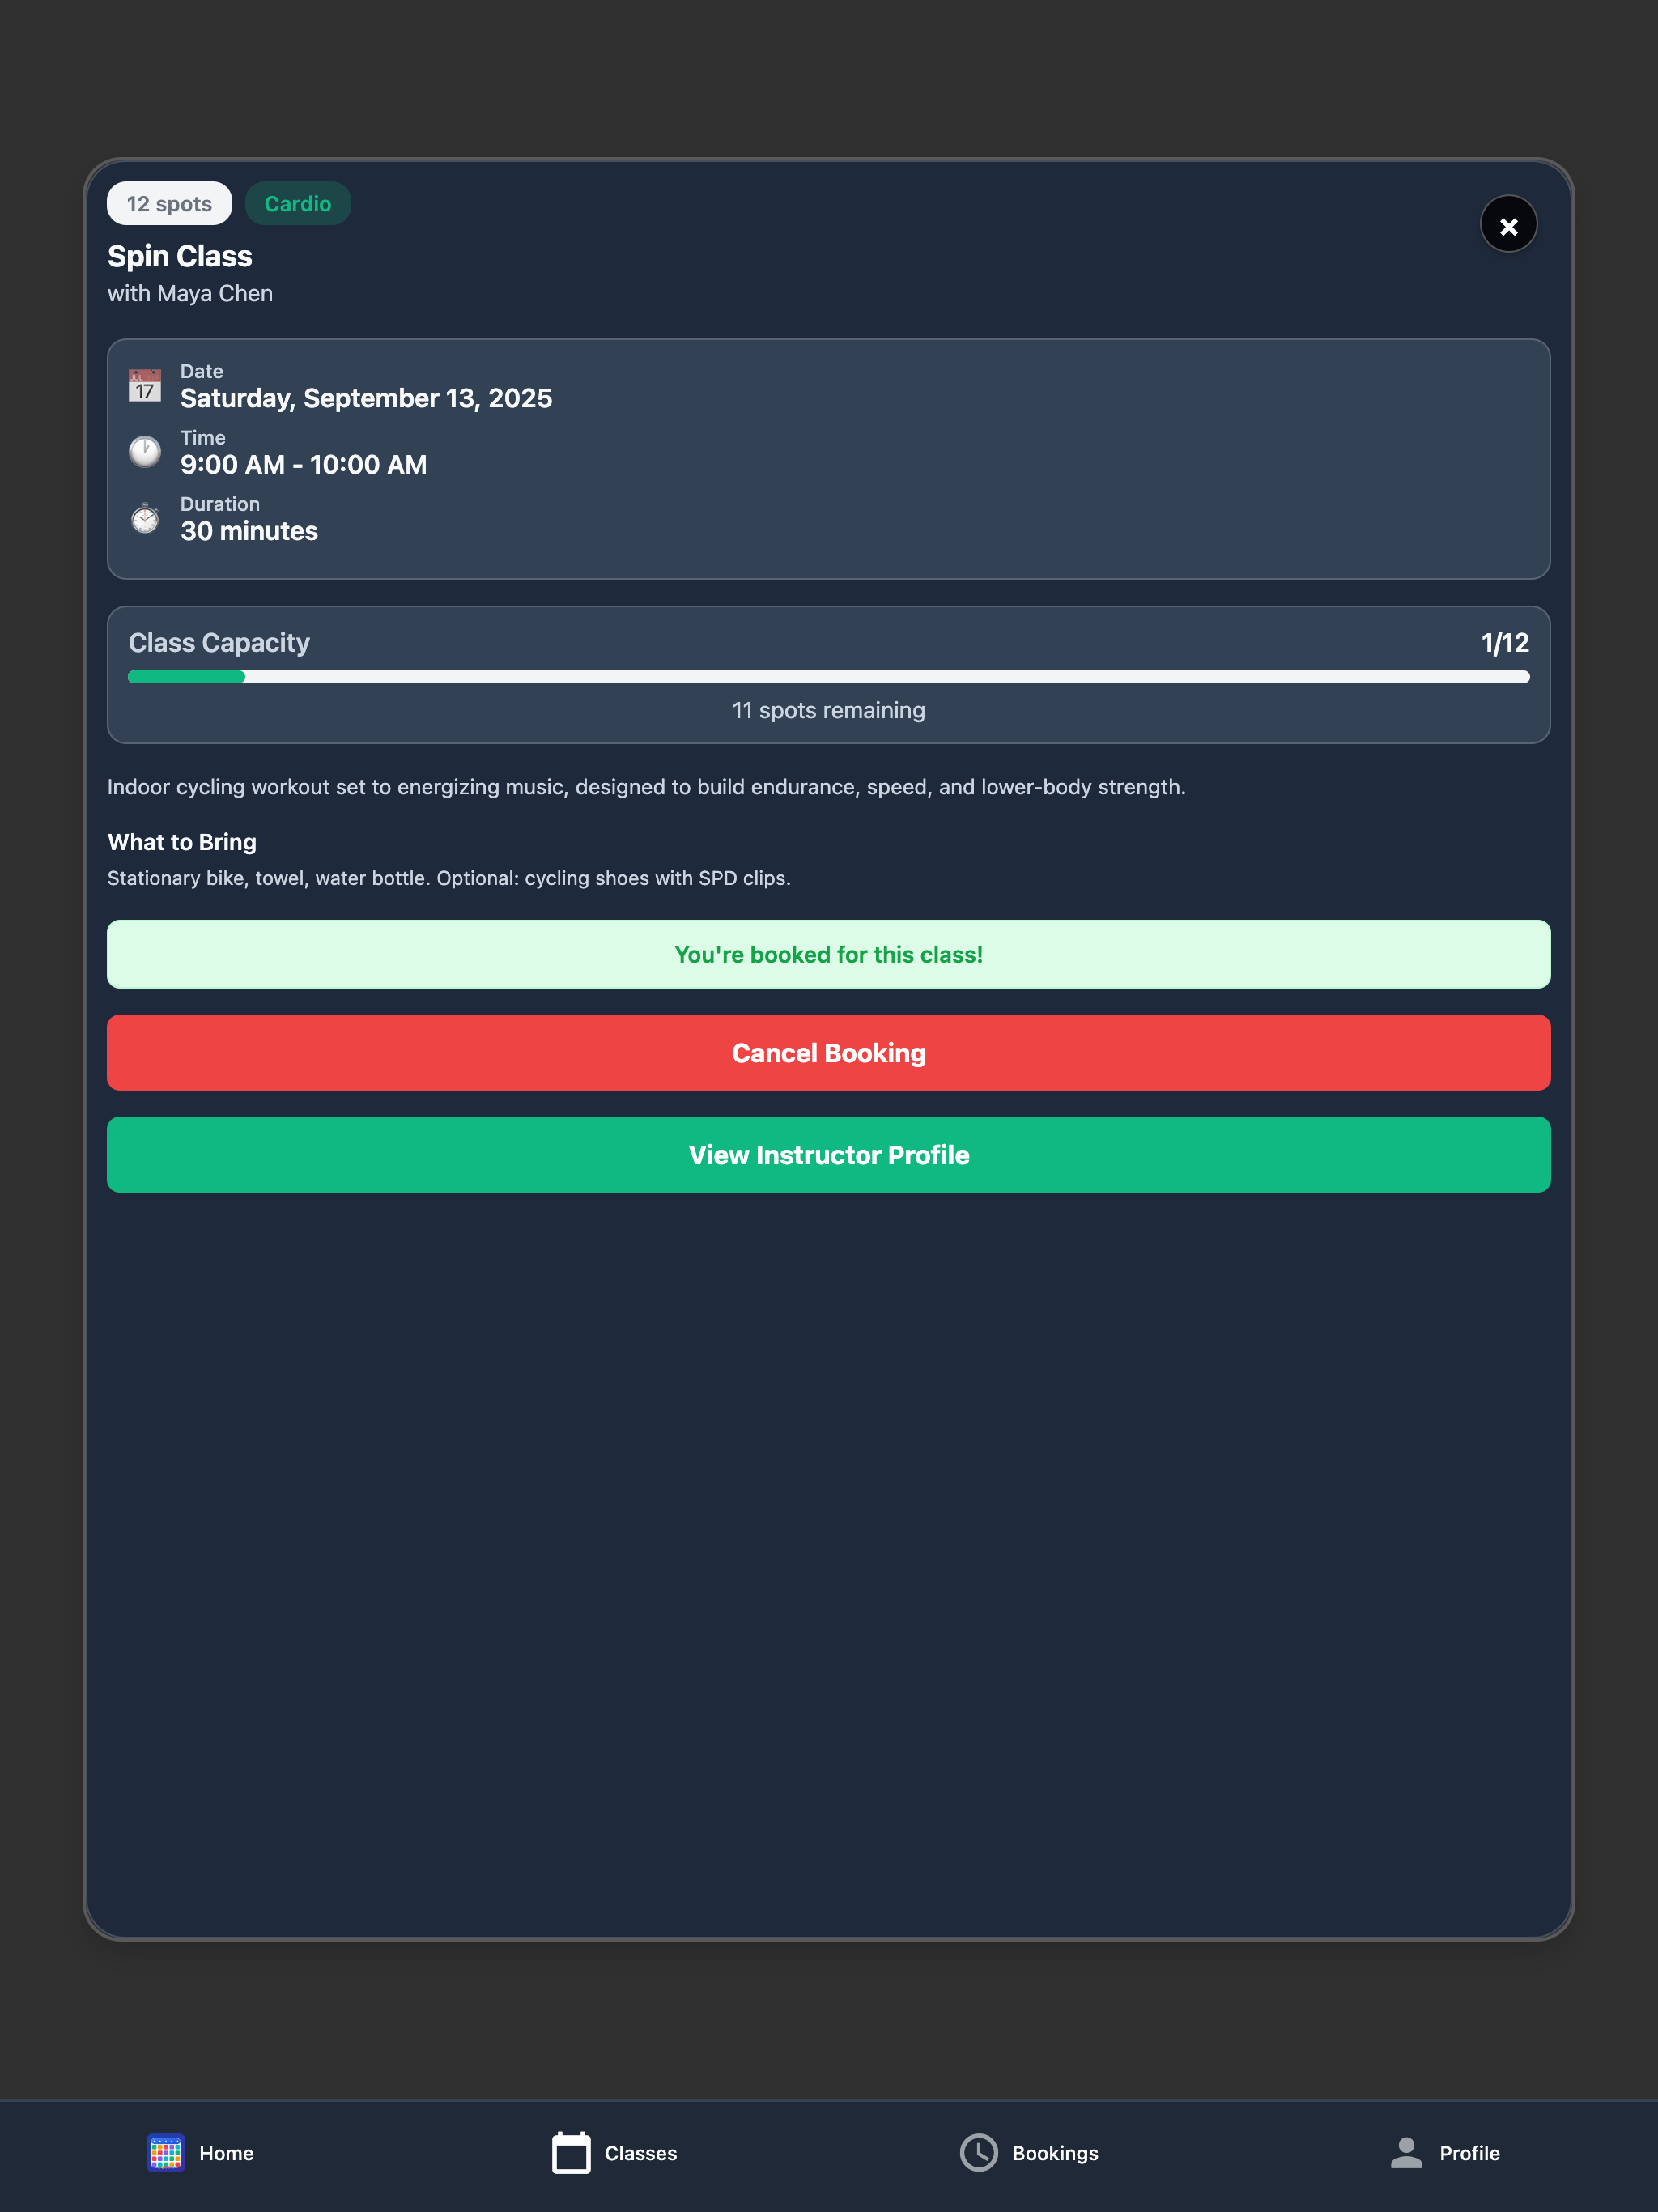 12 spots
Cardio
×
Spin Class
with Maya Chen
JUL
17
Date
Saturday, September 13, 2025
Time
9:00 AM - 10:00 AM
Duration
30 minutes
Class Capacity
1/12
11 spots remaining
Indoor cycling workout set to energizing music, designed to build endurance, speed, and lower-body strength.
What to Bring
Stationary bike, towel, water bottle. Optional: cycling shoes with SPD clips.
You're booked for this class!
Cancel Booking
View Instructor Profile
Home
Classes
Bookings
Profile